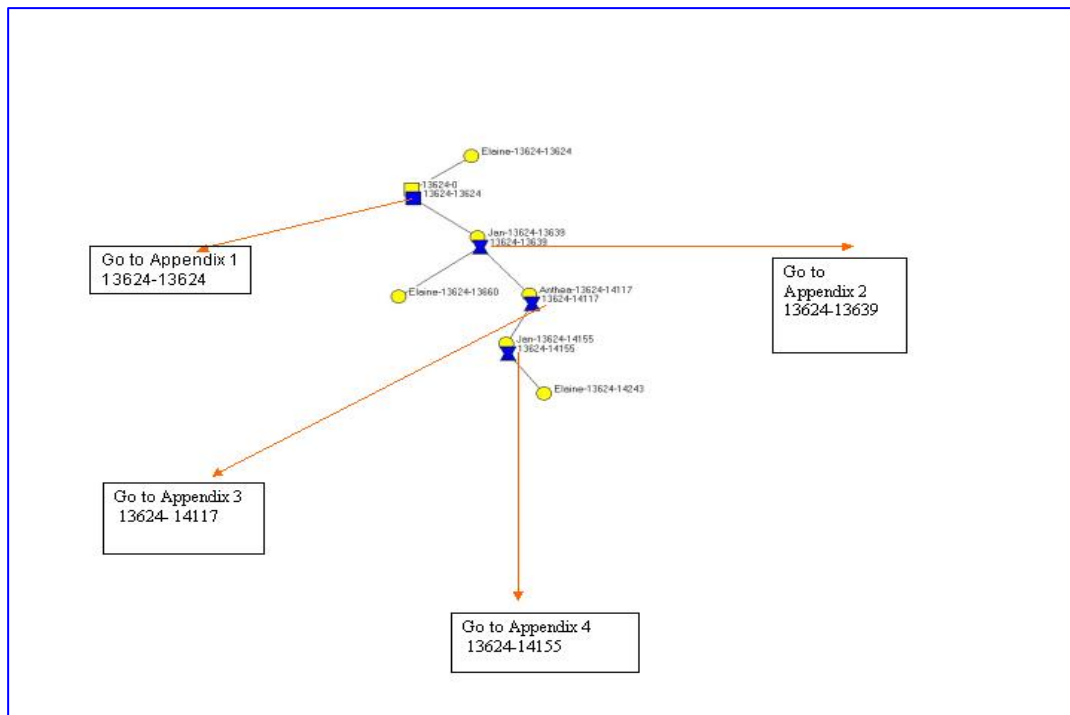 Elaine-13624-13624
-13624-0
13624-13624
Jan-13624-13639
13624-13639
Go to Appendix 1
13624-13624
Go to
Appendix 2
13624-13639
Elaine-13624-13660
Anthea-13624-14117
13624-14117
Jan-13624-14155
13624-14155
Elaine-13624-14243
Go to Appendix 3
13624- 14117
Go to Appendix 4
13624-14155